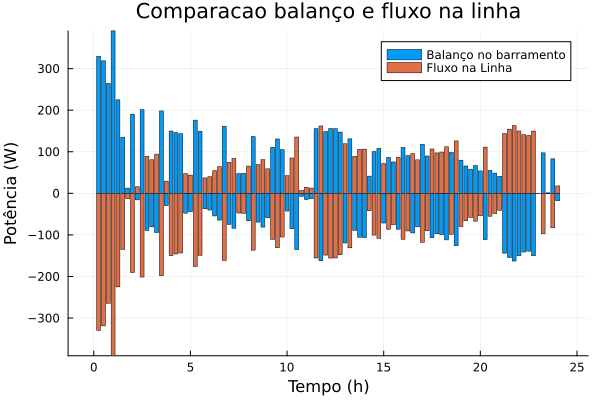 Comparacao balanço e fluxo na linha
Balanço no barramento
Fluxo na Linha
Potência (W)
300
200
100
0
−100
−200
−300
0
5
10
15
20
25
Tempo (h)